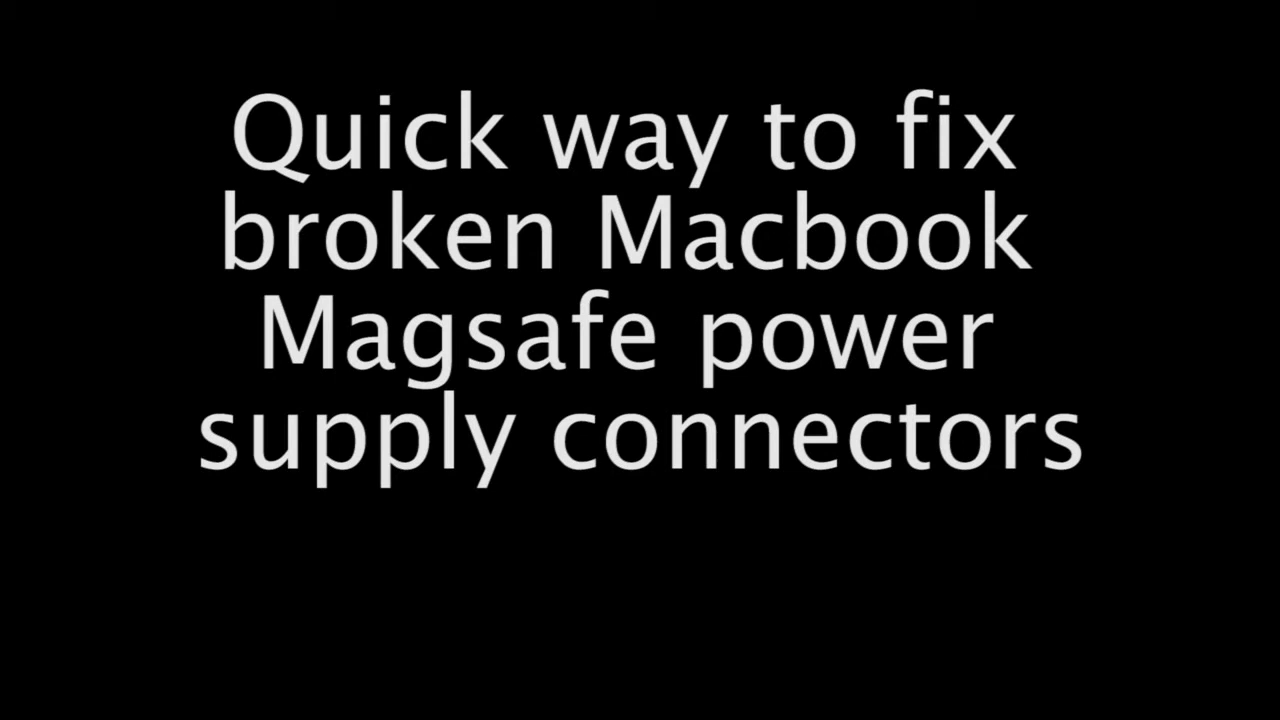 Quick way to fix
broken Macbook
Magsafe power
supply connectors